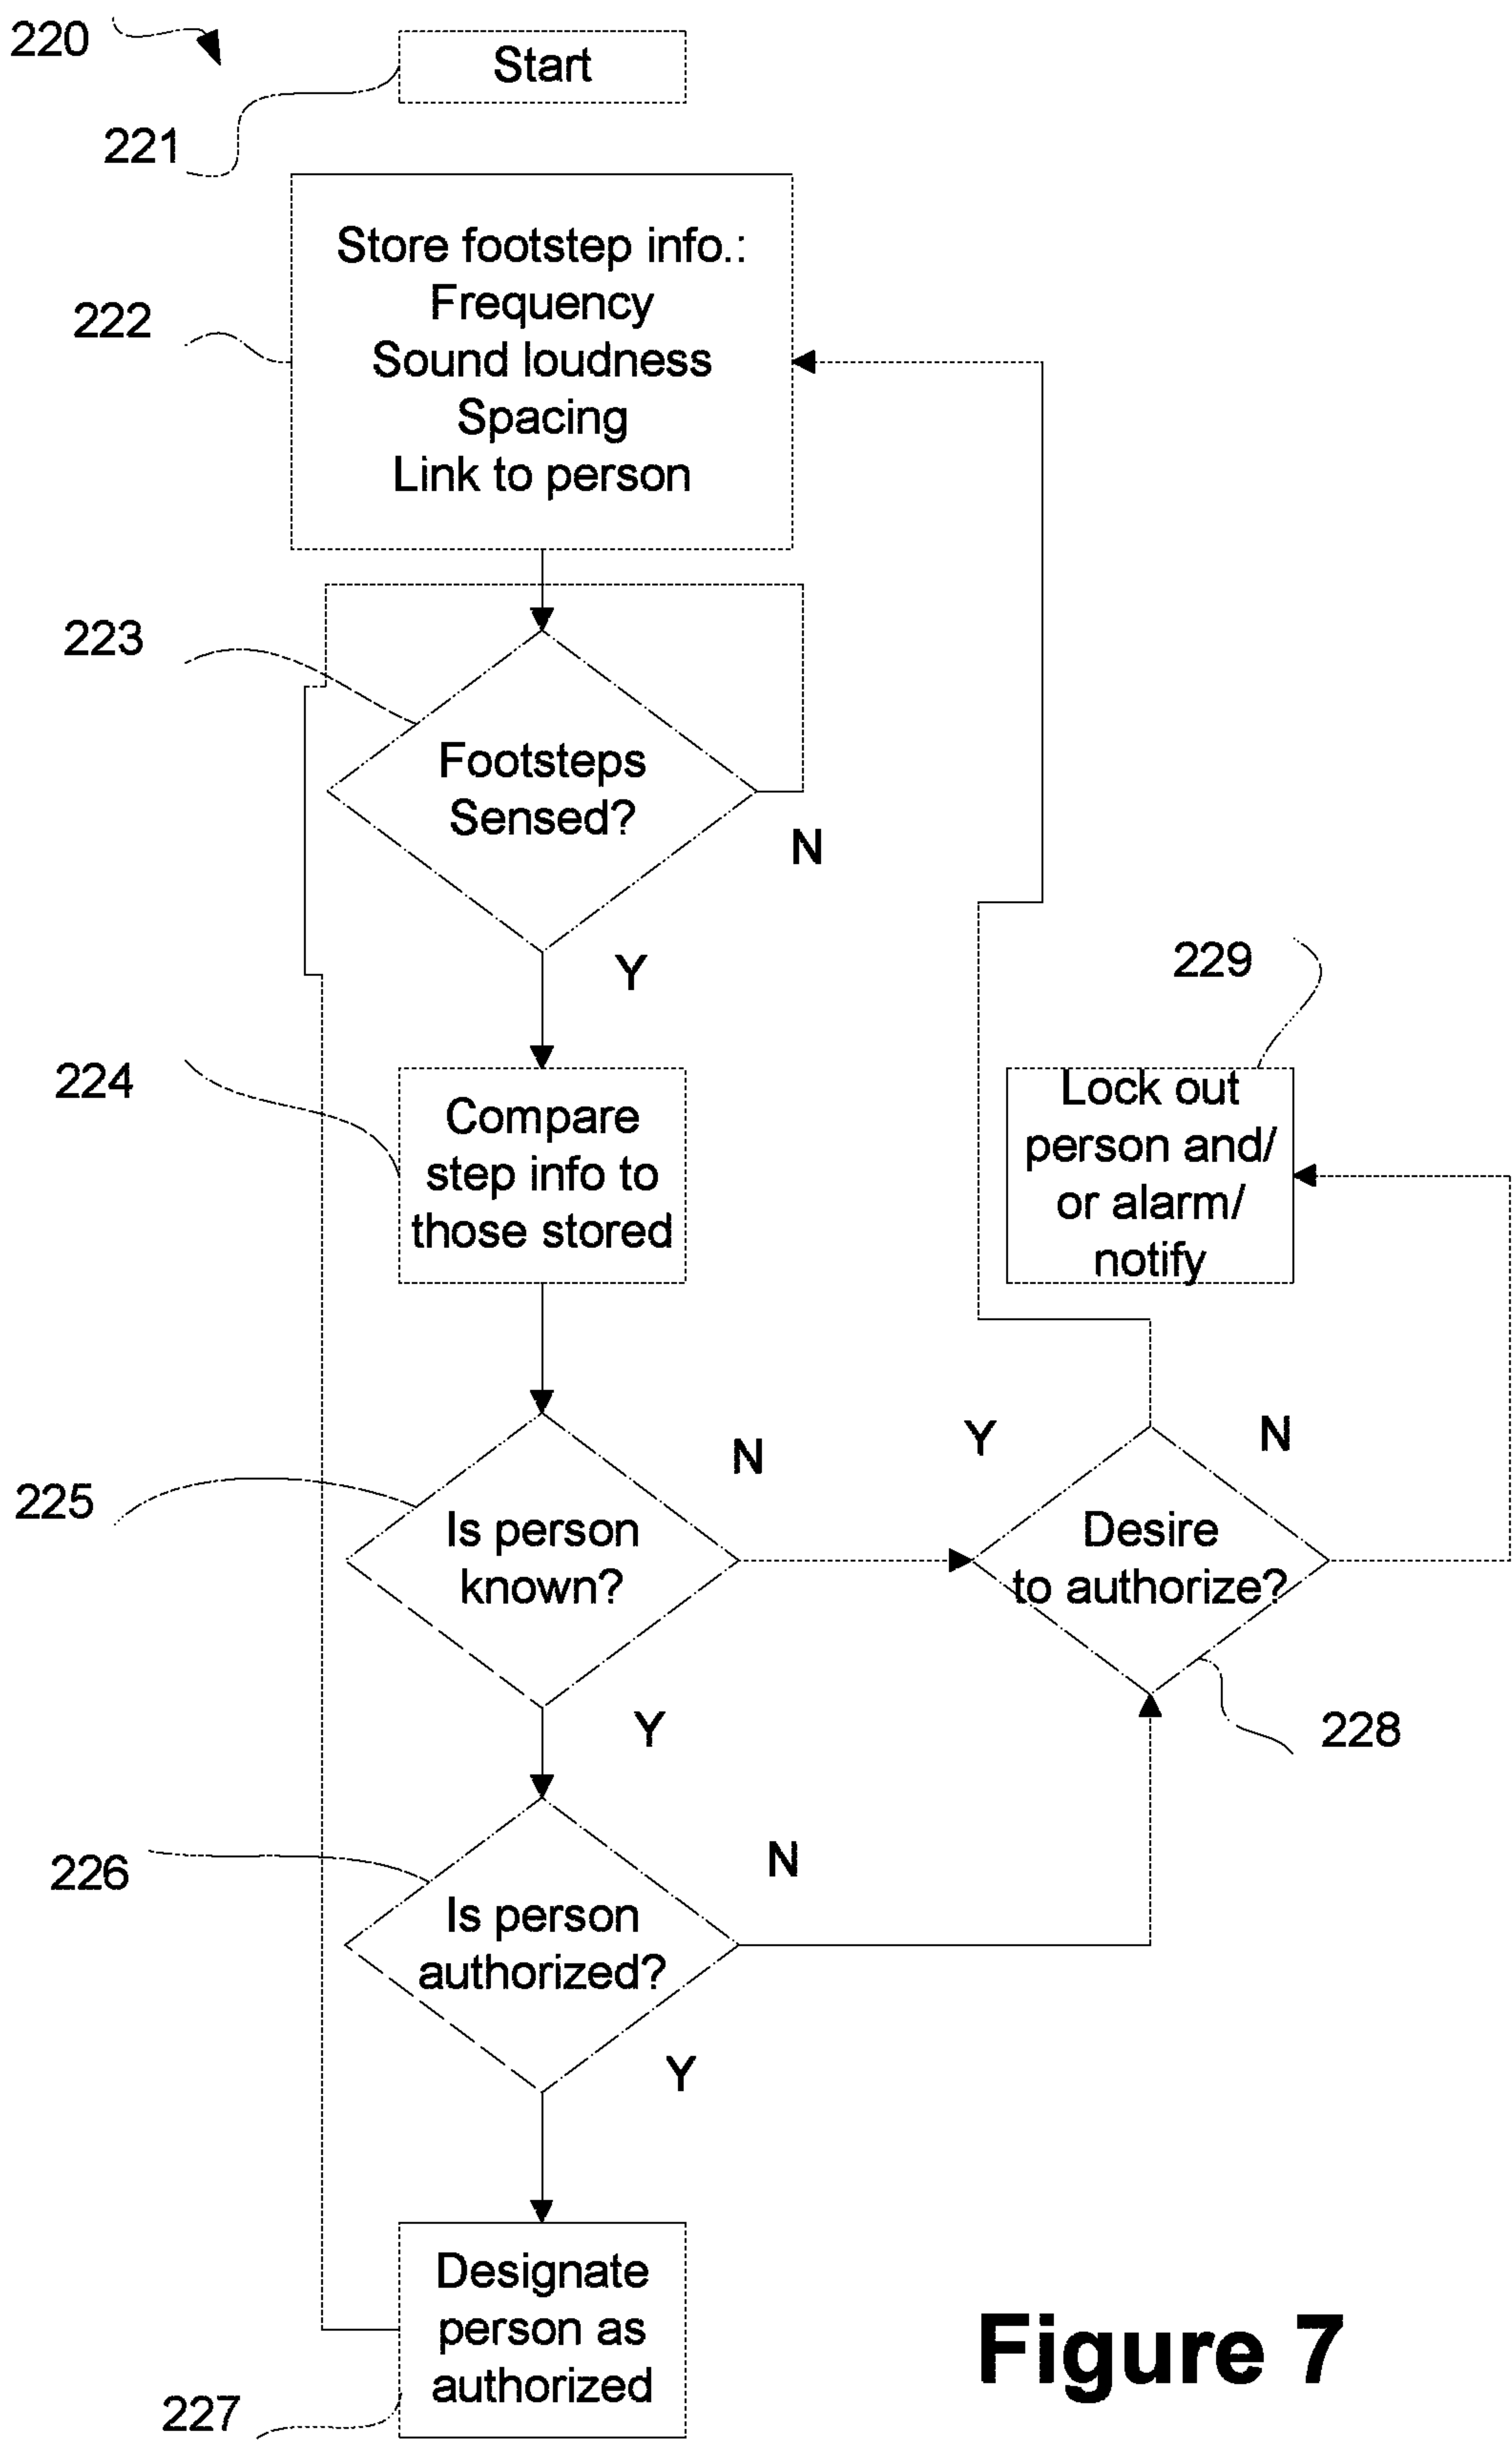 220
Start
221
Store footstep info.:
Frequency
Sound loudness
Spacing
Link to person
222
223
Footsteps
Sensed?
N
Y
229
224
Compare
step info to
those stored
Lock out
person and/
or alarm/
notify
N
Y
N
225
Is person
known?
Desire
to authorize?
Y
228
226
N
Is person
authorized?
Y
Designate
person as
authorized
227
Figure 7